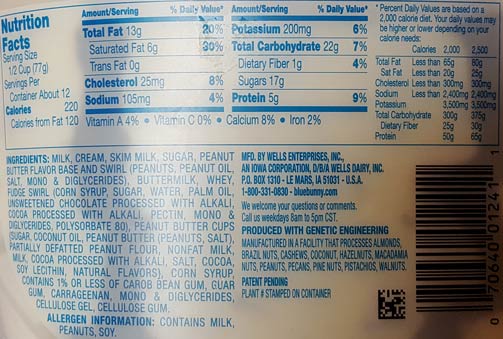 Nutrition
Facts
Serving Size
1/2 Cup (77g)
Servings Per
Container About 12
Calories 220
Calories from Fat 120
Amount/Serving % Daily Value*
Total Fat 13g 20%
Saturated Fat 6g 30%
Trans Fat 0g
Cholesterol 25mg 8%
Sodium 105mg 4%
Amount/Serving % Daily Value*
Potassium 200mg 6%
Total Carbohydrate 22g 7%
Dietary Fiber 1g 4%
Sugars 17g
Protein 5g 9%
Vitamin A 4% • Vitamin C 0% • Calcium 8% • Iron 2%
* Percent Daily Values are based on a
2,000 calorie diet. Your daily values may
be higher or lower depending on your
calorie needs:
Calories 2,000 2,500
Total Fat Less than 65g 80g
Sat Fat Less than 20g 25g
Cholesterol Less than 300mg 300mg
Sodium Less than 2,400mg 2,400mg
Potassium 3,500mg 3,500mg
Total Carbohydrate 300g 375g
Dietary Fiber 25g 30g
Protein 50g 65g
INGREDIENTS: MILK, CREAM, SKIM MILK, SUGAR, PEANUT
BUTTER FLAVOR BASE AND SWIRL (PEANUTS, PEANUT OIL,
SALT, MONO & DIGLYCERIDES), BUTTERMILK, WHEY,
FUDGE SWIRL (CORN SYRUP, SUGAR, WATER, PALM OIL,
UNSWEETENED CHOCOLATE PROCESSED WITH ALKALI,
COCOA PROCESSED WITH ALKALI, PECTIN, MONO &
DIGLYCERIDES, POLYSORBATE 80), PEANUT BUTTER CUPS
(SUGAR, COCONUT OIL, PEANUT BUTTER (PEANUTS, SALT),
PARTIALLY DEFATTED PEANUT FLOUR, NONFAT MILK,
MILK, COCOA PROCESSED WITH ALKALI, SALT, COCOA,
SOY LECITHIN, NATURAL FLAVORS), CORN SYRUP,
CONTAINS 1% OR LESS OF CAROB BEAN GUM, GUAR
GUM, CARRAGEENAN, MONO & DIGLYCERIDES,
CELLULOSE GEL, CELLULOSE GUM.
ALLERGEN INFORMATION: CONTAINS MILK,
PEANUTS, SOY.
MFD. BY WELLS ENTERPRISES, INC.,
AN IOWA CORPORATION, D/B/A WELLS DAIRY, INC.
P.O. BOX 1310 - LE MARS, IA 51031 - U.S.A.
1-800-331-0830 - bluebunny.com
We welcome your questions or comments.
Call us weekdays 8am to 5pm CST.
PRODUCED WITH GENETIC ENGINEERING
MANUFACTURED IN A FACILITY THAT PROCESSES ALMONDS,
BRAZIL NUTS, CASHEWS, COCONUT, HAZELNUTS, MACADAMIA
NUTS, PEANUTS, PECANS, PINE NUTS, PISTACHIOS, WALNUTS.
PATENT PENDING
PLANT # STAMPED ON CONTAINER